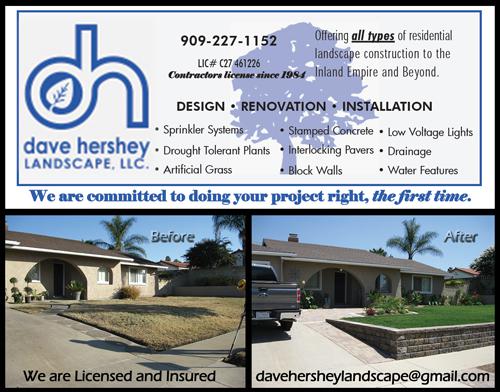 909-227-1152
LIC# C27 461226
Contractors license since 1984
Offering all types of residential
landscape construction to the
Inland Empire and Beyond.
dh
dave hershey
LANDSCAPE, LLC.
DESIGN • RENOVATION • INSTALLATION
• Sprinkler Systems
• Drought Tolerant Plants
• Artificial Grass
• Stamped Concrete
• Interlocking Pavers
• Block Walls
• Low Voltage Lights
• Drainage
• Water Features
We are committed to doing your project right, the first time.
Before
After
We are Licensed and Insured
davehersheylandscape@gmail.com